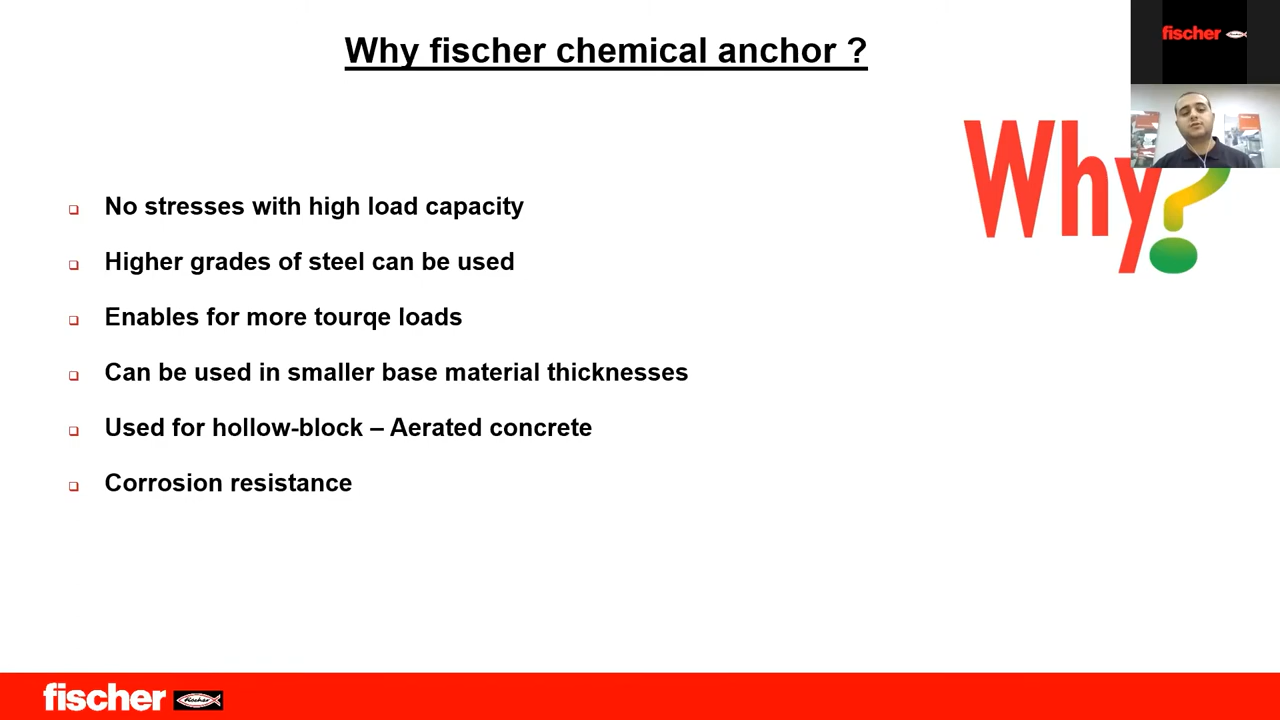 Why fischer chemical anchor ?
fischer
Why?
No stresses with high load capacity
Higher grades of steel can be used
Enables for more tourqe loads
Can be used in smaller base material thicknesses
Used for hollow-block – Aerated concrete
Corrosion resistance
fischer
fischer